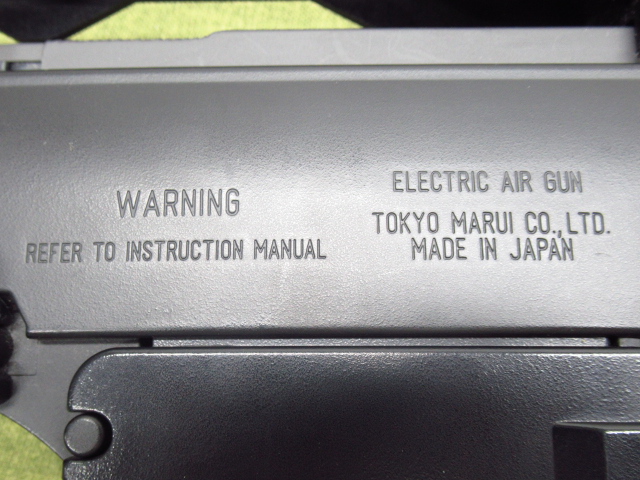 WARNING
REFER TO INSTRUCTION MANUAL
ELECTRIC AIR GUN
TOKYO MARUI CO.,LTD.
MADE IN JAPAN